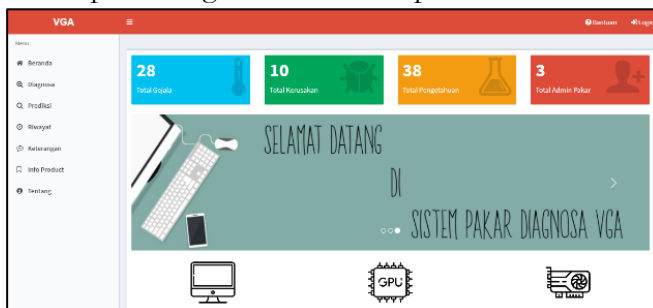 VGA
Bantuan
Menu
Beranda
Diagnosa
Prediksi
Riwayat
Keterangan
Info Product
Tentang
28
Total Gejala
10
Total Kerusakan
38
Total Pengetahuan
3
Total Admin Pakar
SELAMAT DATANG
DI
SISTEM PAKAR DIAGNOSA VGA
GPU